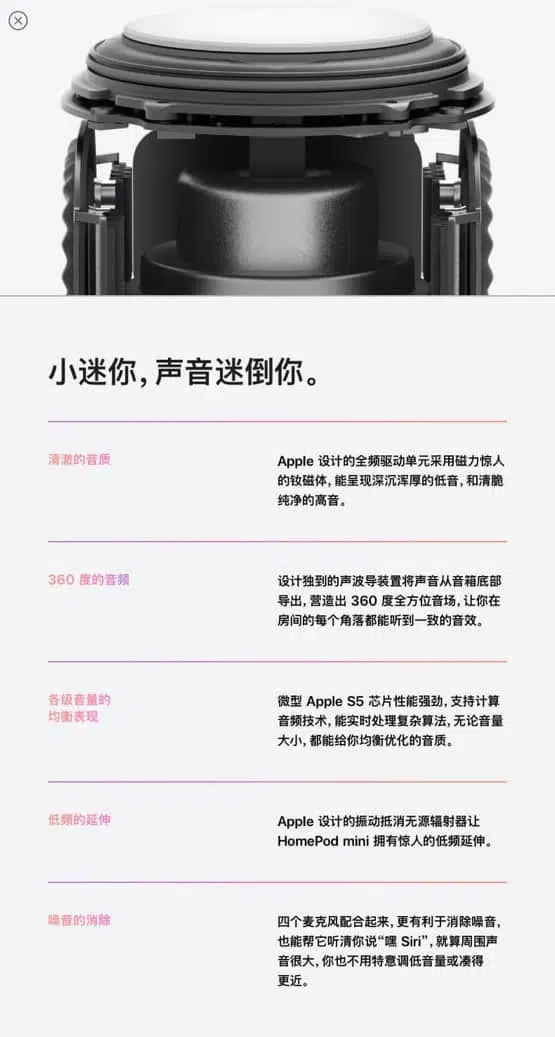 小迷你，声音迷倒你。
清澈的音质
Apple 设计的全频驱动单元采用磁力惊人
的钕磁体，能呈现深沉浑厚的低音，和清脆
纯净的高音。
360 度的音频
设计独到的声波导装置将声音从音箱底部
导出，营造出 360 度全方位音场，让你在
房间的每个角落都能听到一致的音效。
各级音量的
均衡表现
微型 Apple S5 芯片性能强劲，支持计算
音频技术，能实时处理复杂算法，无论音量
大小，都能给你均衡优化的音质。
低频的延伸
Apple 设计的振动抵消无源辐射器让
HomePod mini 拥有惊人的低频延伸。
噪音的消除
四个麦克风配合起来，更有利于消除噪音，
也能帮它听清你说“嘿 Siri”，就算周围声
音很大，你也不用特意调低音量或凑得
更近。